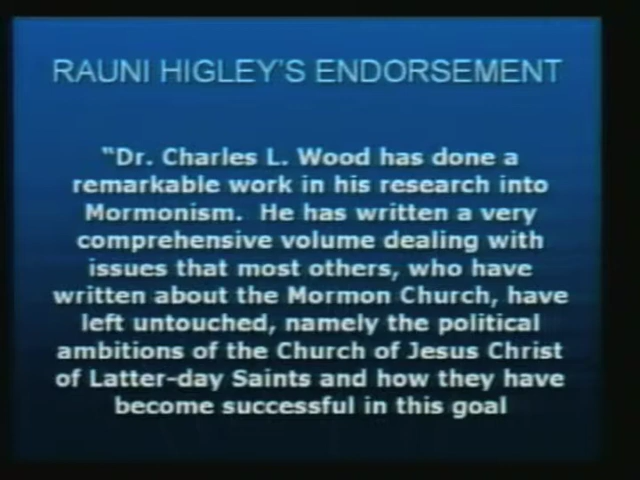 RAUNI HIGLEY'S ENDORSEMENT
"Dr. Charles L. Wood has done a
remarkable work in his research into
Mormonism.  He has written a very
comprehensive volume dealing with
issues that most others, who have
written about the Mormon Church, have
left untouched, namely the political
ambitions of the Church of Jesus Christ
of Latter-day Saints and how they have
become successful in this goal